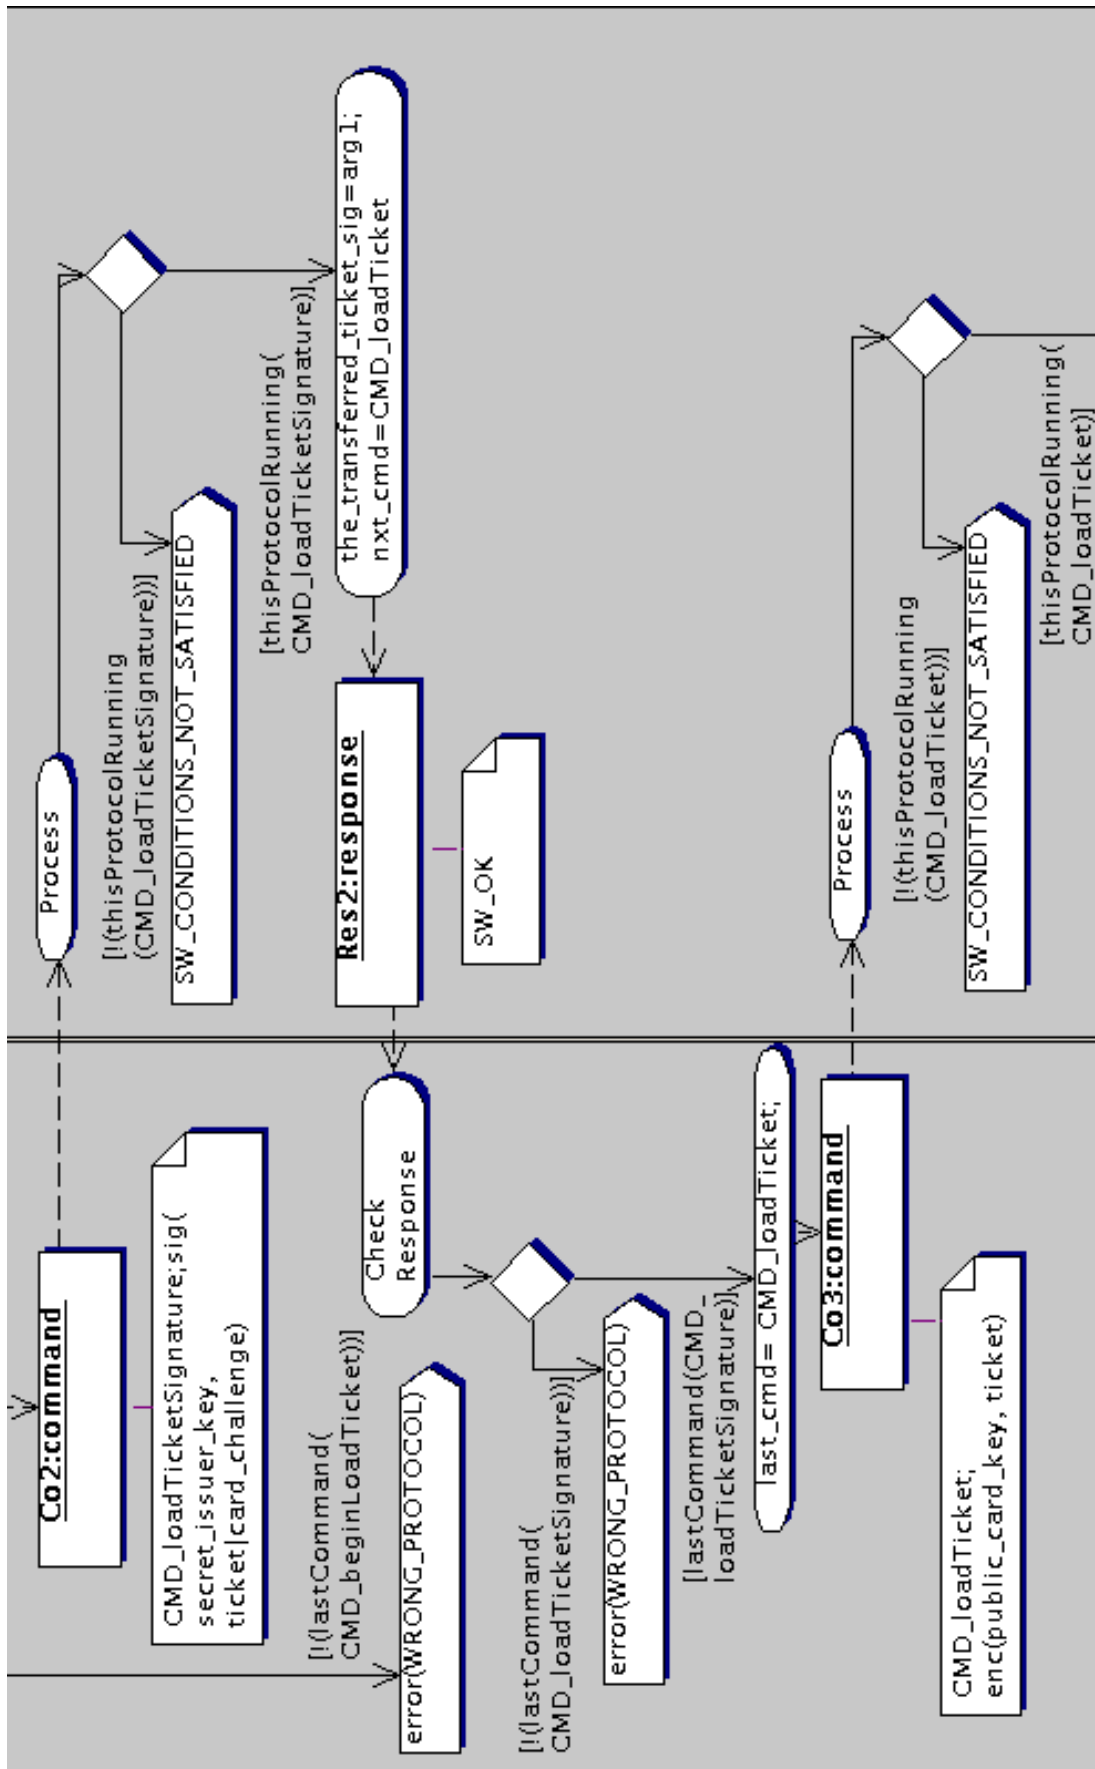 Co2:command
CMD_loadTicketSignature;sig(
secret_issuer_key,
ticket|card_challenge)
Process
[!(thisProtocolRunning
(CMD_loadTicketSignature))]
SW_CONDITIONS_NOT_SATISFIED
[thisProtocolRunning(
CMD_loadTicketSignature)]
the_transferred_ticket_sig=arg1;
nxt_cmd=CMD_loadTicket
Res2:response
SW_OK
[!(lastCommand(
CMD_beginLoadTicket))]
error(WRONG_PROTOCOL)
Check
Response
[!(lastCommand(
CMD_loadTicketSignature))]
error(WRONG_PROTOCOL)
[lastCommand(CMD_
loadTicketSignature)]
last_cmd= CMD_loadTicket;
Co3:command
CMD_loadTicket;
enc(public_card_key, ticket)
Process
[!(thisProtocolRunning
(CMD_loadTicket))]
SW_CONDITIONS_NOT_SATISFIED
[thisProtocolRunning(
CMD_loadTicket)]